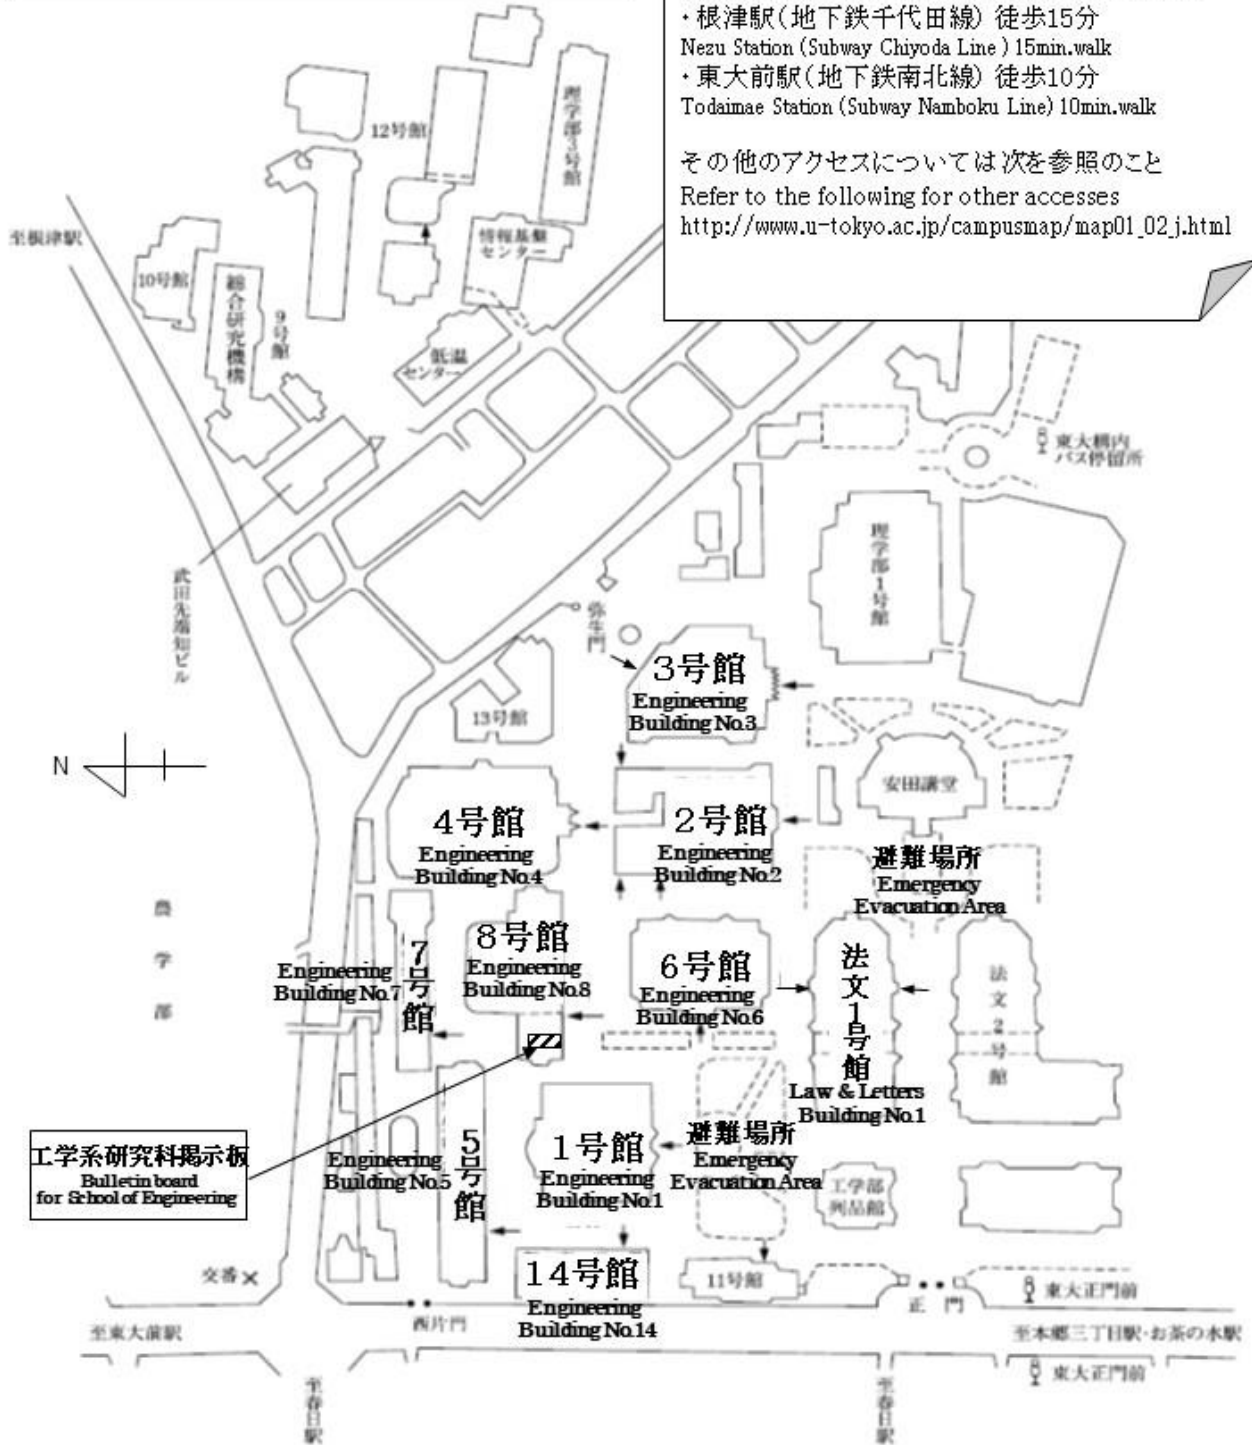 ・根津駅(地下鉄千代田線) 徒歩15分
Nezu Station (Subway Chiyoda Line ) 15min.walk
・東大前駅(地下鉄南北線) 徒歩10分
Todaimae Station (Subway Namboku Line) 10min.walk
その他のアクセスについては次を参照のこと
Refer to the following for other accesses
http://www.u-tokyo.ac.jp/campusmap/map01_02_j.html
12号館
理学部3号館
至根津駅
情報基盤
センター
10号館
総合研究機構
9号館
低温
センター
東大構内
バス停留所
理学部1号館
武田先端知ビル
弥生門
3号館
Engineering
Building No.3
13号館
N
安田講堂
4号館
Engineering
Building No.4
2号館
Engineering
Building No.2
避難場所
Emergency
Evacuation Area
農学部
7号館
Engineering
Building No.7
8号館
Engineering
Building No.8
6号館
Engineering
Building No.6
法文1号館
Law & Letters
Building No.1
法文2号館
工学系研究科掲示板
Bulletin board
for School of Engineering
5号館
Engineering
Building No.5
1号館
Engineering
Building No.1
避難場所
Emergency
Evacuation Area
工学部
列品館
交番
14号館
Engineering
Building No.14
11号館
正門
東大正門前
至東大前駅
西片門
至本郷三丁目駅・お茶の水駅
東大正門前
至春日駅
至春日駅